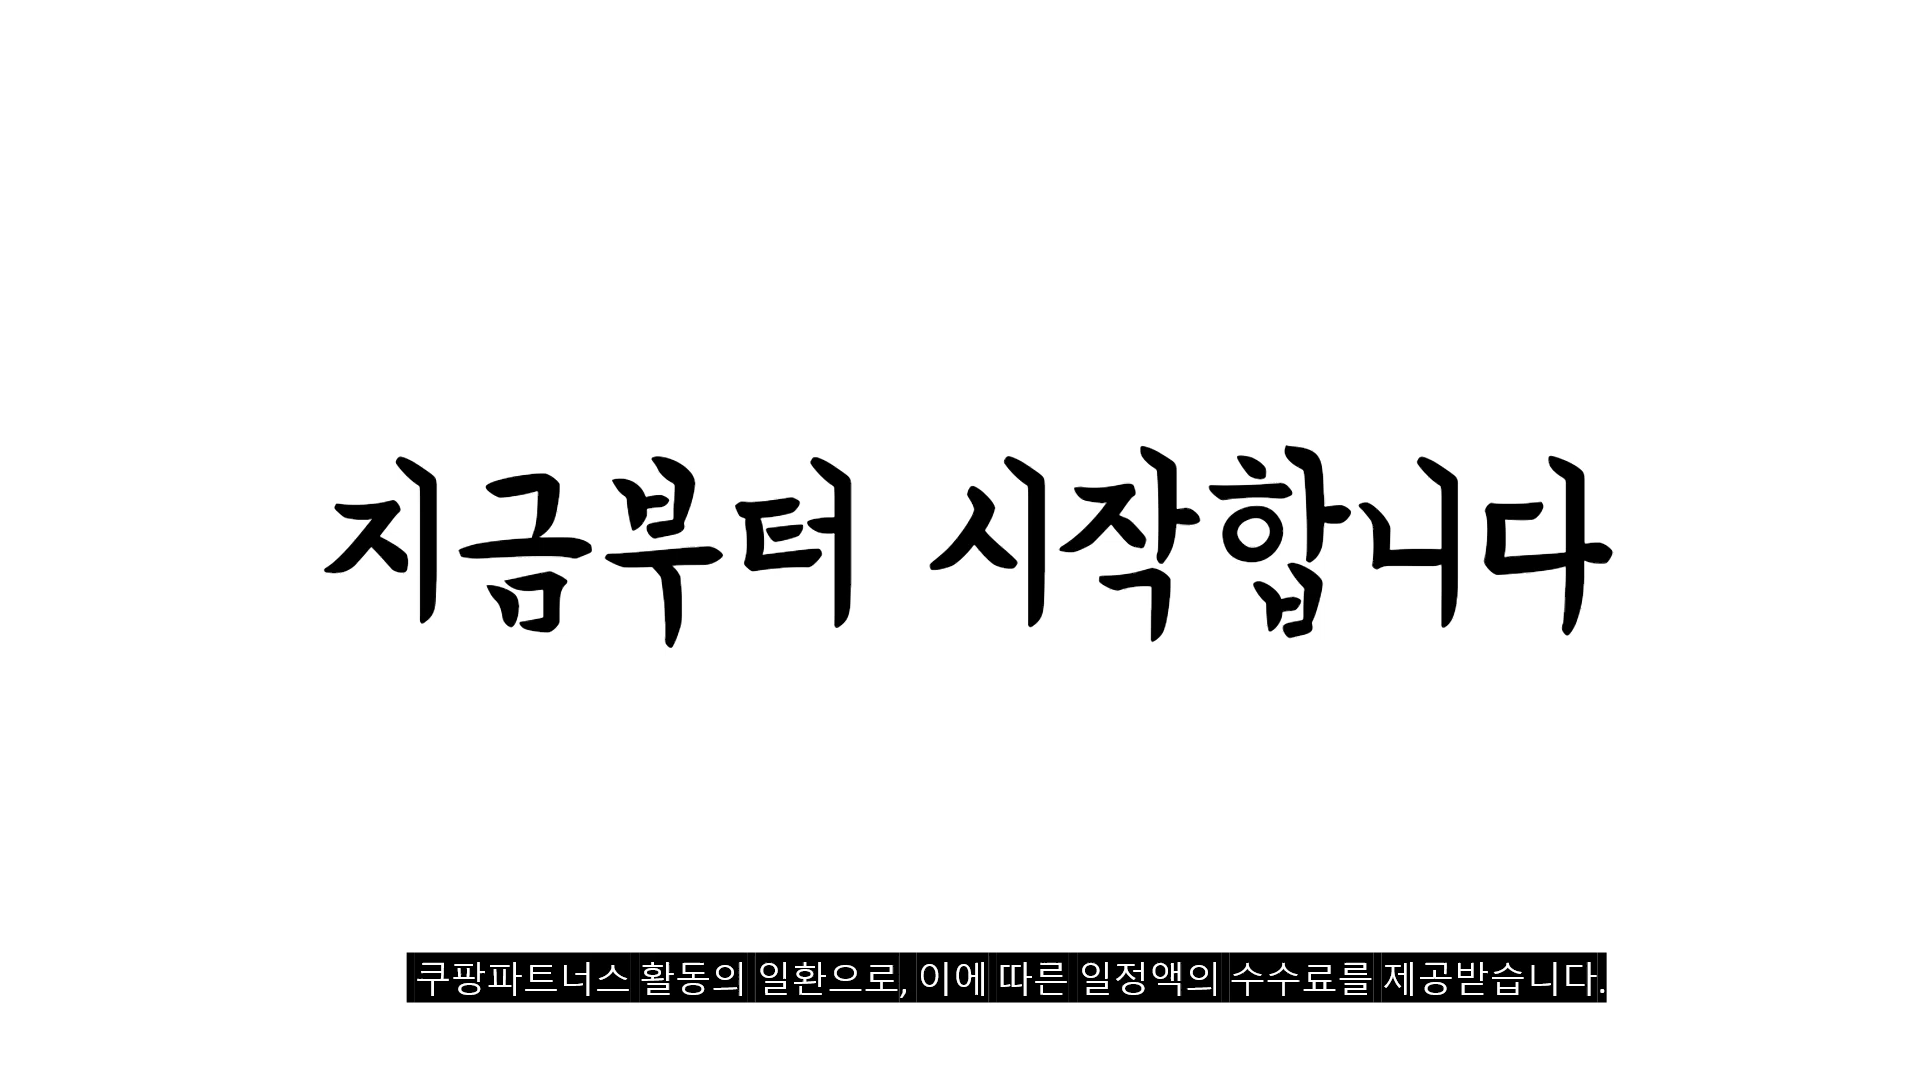 지금부터 시작합니다
쿠팡파트너스 활동의 일환으로, 이에 따른 일정액의 수수료를 제공받습니다.